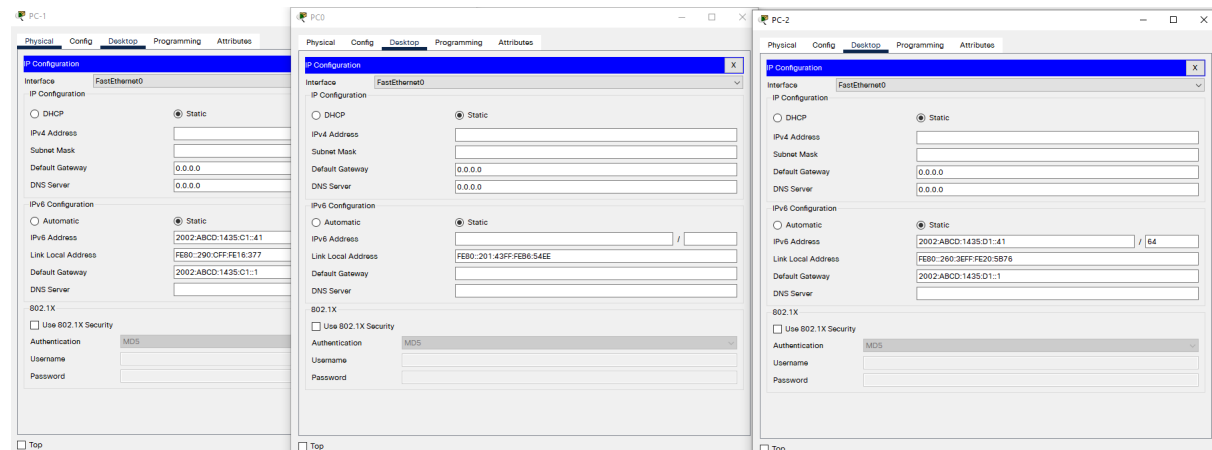 PC-1
Physical Config Desktop Programming Attributes
IP Configuration
Interface FastEthernet0
IP Configuration
DHCP Static
IPv4 Address
Subnet Mask
Default Gateway 0.0.0.0
DNS Server 0.0.0.0
IPv6 Configuration
Automatic Static
IPv6 Address 2002:ABCD:1435:C1::41
Link Local Address FE80::290:CFF:FE16:377
Default Gateway 2002:ABCD:1435:C1::1
DNS Server
802.1X
Use 802.1X Security
Authentication MD5
Username
Password
Top
PC0
Physical Config Desktop Programming Attributes
IP Configuration X
Interface FastEthernet0
IP Configuration
DHCP Static
IPv4 Address
Subnet Mask
Default Gateway 0.0.0.0
DNS Server 0.0.0.0
IPv6 Configuration
Automatic Static
IPv6 Address /
Link Local Address FE80::201:43FF:FEB6:54EE
Default Gateway
DNS Server
802.1X
Use 802.1X Security
Authentication MD5
Username
Password
Top
PC-2
Physical Config Desktop Programming Attributes
IP Configuration X
Interface FastEthernet0
IP Configuration
DHCP Static
IPv4 Address
Subnet Mask
Default Gateway 0.0.0.0
DNS Server 0.0.0.0
IPv6 Configuration
Automatic Static
IPv6 Address 2002:ABCD:1435:D1::41 / 64
Link Local Address FE80::260:3EFF:FE20:5B76
Default Gateway 2002:ABCD:1435:D1::1
DNS Server
802.1X
Use 802.1X Security
Authentication MD5
Username
Password
Top